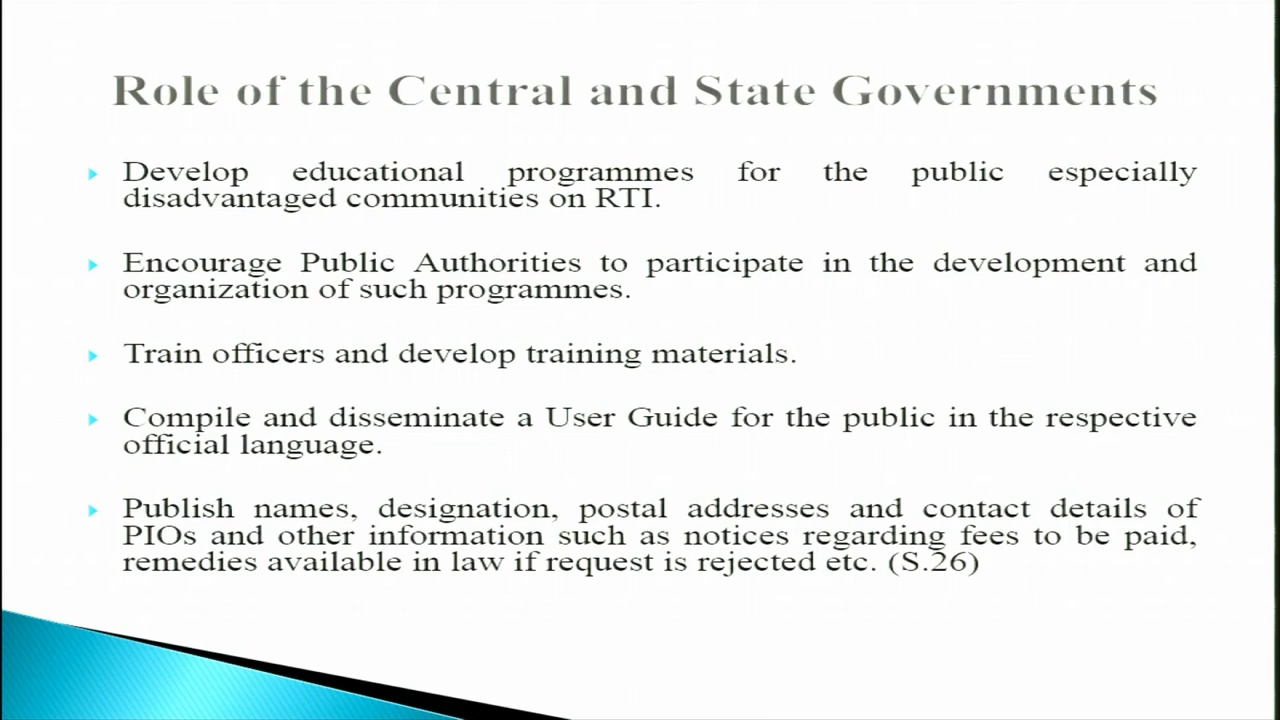 Role of the Central and State Governments
Develop educational programmes for the public especially
disadvantaged communities on RTI.
Encourage Public Authorities to participate in the development and
organization of such programmes.
Train officers and develop training materials.
Compile and disseminate a User Guide for the public in the respective
official language.
Publish names, designation, postal addresses and contact details of
PIOs and other information such as notices regarding fees to be paid,
remedies available in law if request is rejected etc. (S.26)